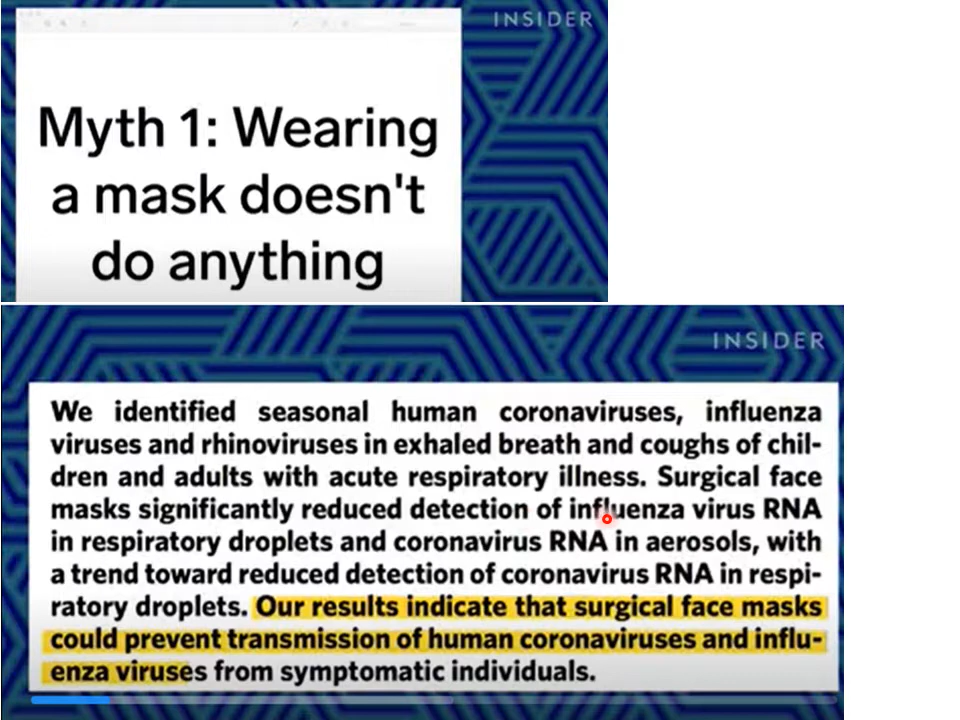 INSIDER
Myth 1: Wearing
a mask doesn't
do anything
INSIDER
We identified seasonal human coronaviruses, influenza
viruses and rhinoviruses in exhaled breath and coughs of chil-
dren and adults with acute respiratory illness. Surgical face
masks significantly reduced detection of influenza virus RNA
in respiratory droplets and coronavirus RNA in aerosols, with
a trend toward reduced detection of coronavirus RNA in respi-
ratory droplets. Our results indicate that surgical face masks
could prevent transmission of human coronaviruses and influ-
enza viruses from symptomatic individuals.